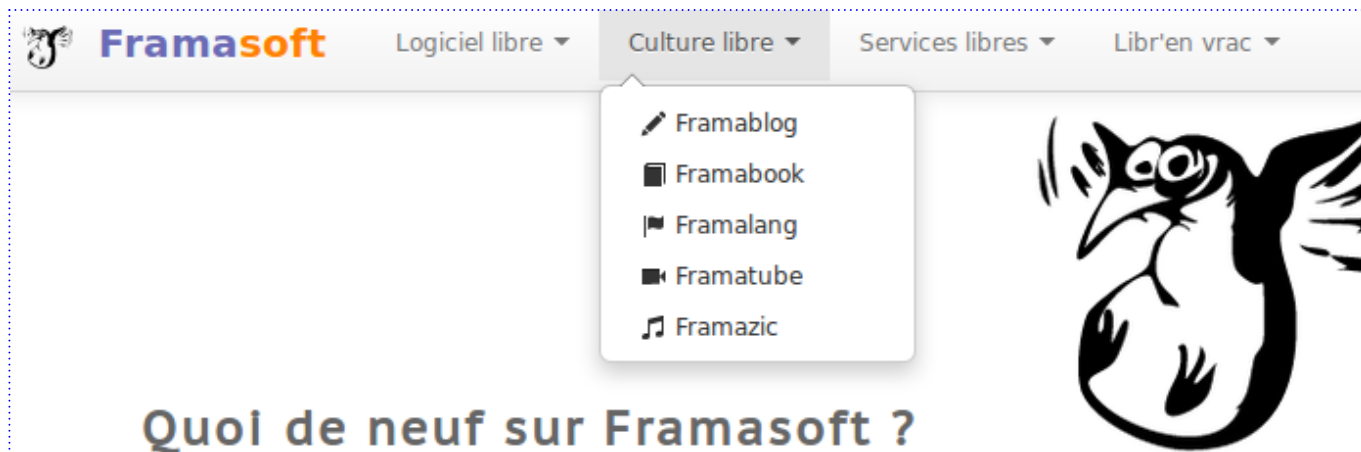 Framasoft Logiciel libre Culture libre Services libres Libr'en vrac
Framablog
Framabook
Framalang
Framatube
Framazic
Quoi de neuf sur Framasoft ?